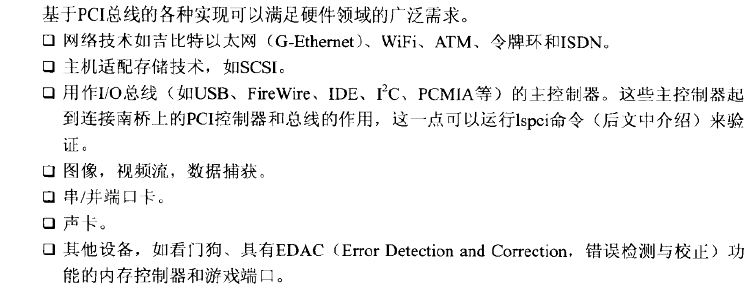 基于PCI总线的各种实现可以满足硬件领域的广泛需求。
❑ 网络技术如吉比特以太网（G-Ethernet）、WiFi、ATM、令牌环和ISDN。
❑ 主机适配存储技术，如SCSI。
❑ 用作I/O总线（如USB、FireWire、IDE、I²C、PCMIA等）的主控制器。这些主控制器起
到连接南桥上的PCI控制器和总线的作用，这一点可以运行lspci命令（后文中介绍）来验
证。
❑ 图像，视频流，数据捕获。
❑ 串/并端口卡。
❑ 声卡。
❑ 其他设备，如看门狗、具有EDAC（Error Detection and Correction，错误检测与校正）功
能的内存控制器和游戏端口。